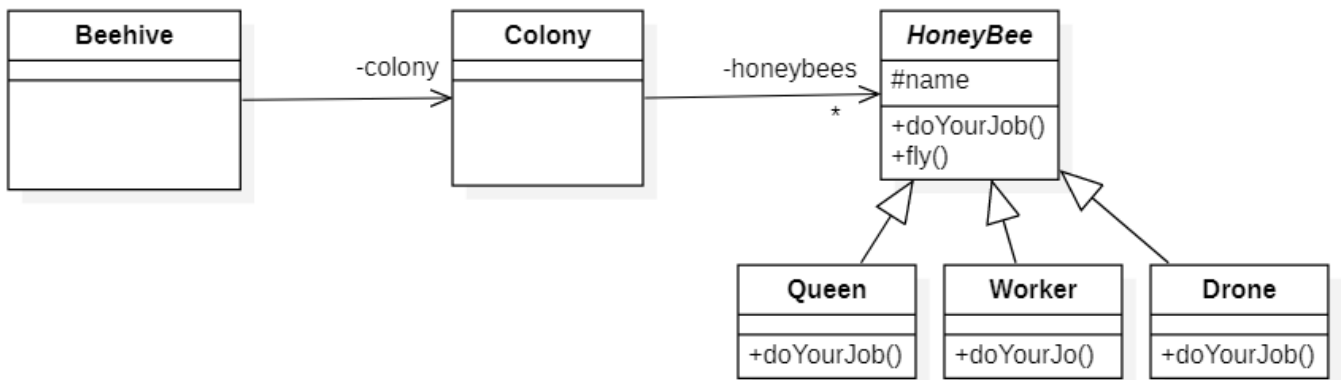 Beehive
-colony
Colony
-honeybees
*
HoneyBee
#name
+doYourJob()
+fly()
Queen
+doYourJob()
Worker
+doYourJo()
Drone
+doYourJob()